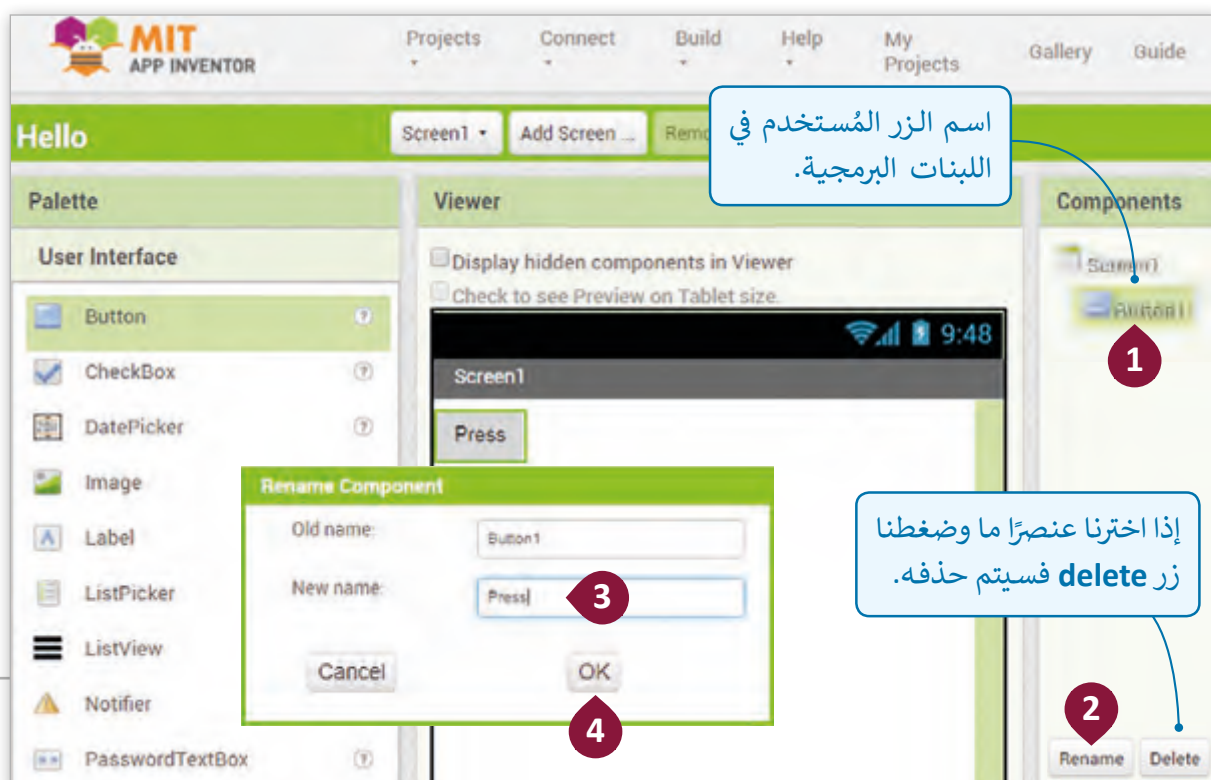 MIT
APP INVENTOR
Projects
Connect
Build
Help
My
Projects
Gallery
Guide
Hello
Screen1
Add Screen ...
اسم الزر المُستخدم في
اللبنات البرمجية.
Palette
Viewer
Components
User Interface
Display hidden components in Viewer
Check to see Preview on Tablet size.
Screen1
Button1
1
Button
CheckBox
DatePicker
Image
Label
ListPicker
ListView
Notifier
PasswordTextBox
9:48
Screen1
Press
Rename Component
Old name:
Button1
New name:
Press
3
Cancel
OK
4
إذا اخترنا عنصرًا ما وضغطنا
زر delete فسيتم حذفه.
2
Rename
Delete